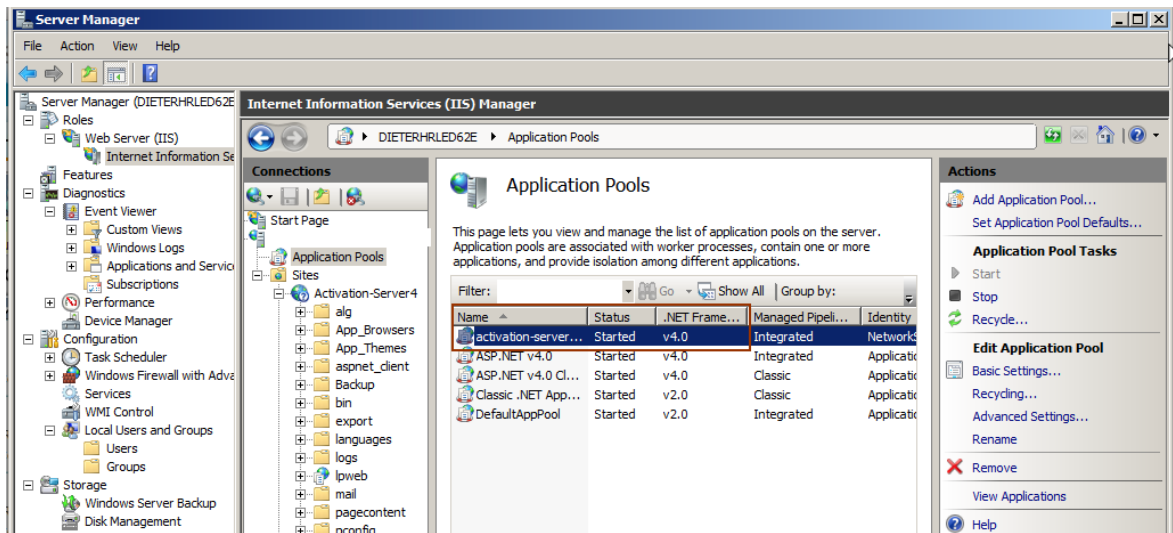 Server Manager
File Action View Help
Server Manager (DIETERHRLED62E
Roles
Web Server (IIS)
Internet Information Se
Features
Diagnostics
Event Viewer
Custom Views
Windows Logs
Applications and Servic
Subscriptions
Performance
Device Manager
Configuration
Task Scheduler
Windows Firewall with Adva
Services
WMI Control
Local Users and Groups
Users
Groups
Storage
Windows Server Backup
Disk Management
Internet Information Services (IIS) Manager
DIETERHRLED62E Application Pools
Connections
Start Page
Application Pools
Sites
Activation-Server4
alg
App_Browsers
App_Themes
aspnet_client
Backup
bin
export
languages
logs
lpweb
mail
pagecontent
pconfig
Application Pools
This page lets you view and manage the list of application pools on the server.
Application pools are associated with worker processes, contain one or more
applications, and provide isolation among different applications.
Filter: Go Show All Group by:
Name Status .NET Frame... Managed Pipeli... Identity
activation-server... Started v4.0 Integrated NetworkS
ASP.NET v4.0 Started v4.0 Integrated Applicatio
ASP.NET v4.0 Cl... Started v4.0 Classic Applicatio
Classic .NET App... Started v2.0 Classic Applicatio
DefaultAppPool Started v2.0 Integrated Applicatio
Actions
Add Application Pool...
Set Application Pool Defaults...
Application Pool Tasks
Start
Stop
Recycle...
Edit Application Pool
Basic Settings...
Recycling...
Advanced Settings...
Rename
Remove
View Applications
Help